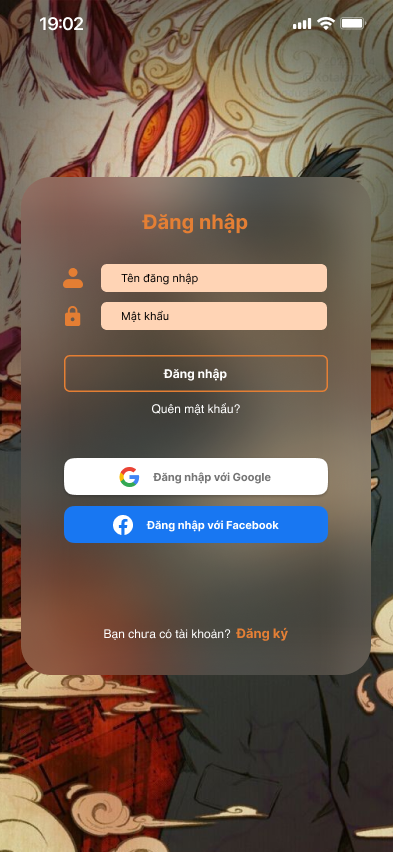 19:02
Đăng nhập
Tên đăng nhập
Mật khẩu
Đăng nhập
Quên mật khẩu?
Đăng nhập với Google
Đăng nhập với Facebook
Bạn chưa có tài khoản? Đăng ký